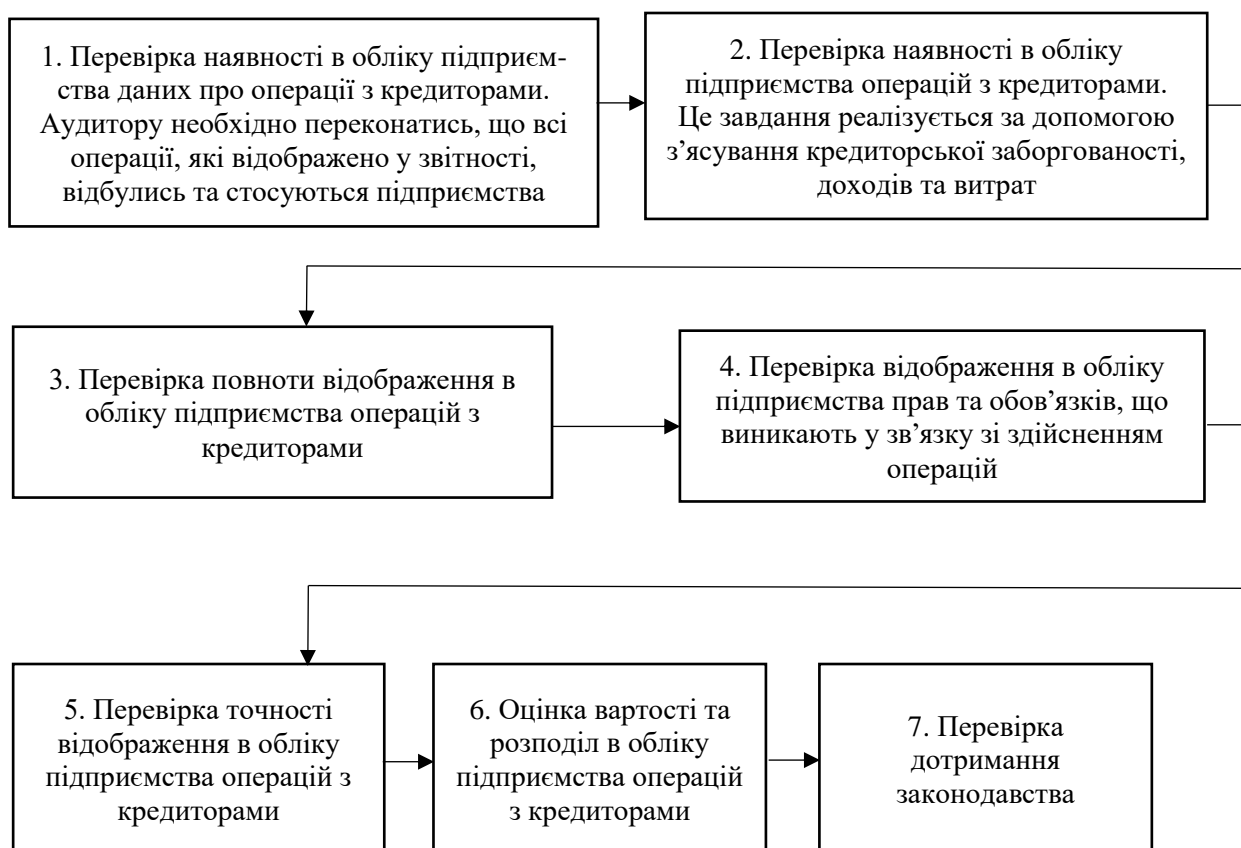 1. Перевірка наявності в обліку підприєм-
ства даних про операції з кредиторами.
Аудитору необхідно переконатись, що всі
операції, які відображено у звітності,
відбулись та стосуються підприємства
2. Перевірка наявності в обліку
підприємства операцій з кредиторами.
Це завдання реалізується за допомогою
з’ясування кредиторської заборгованості,
доходів та витрат
3. Перевірка повноти відображення в
обліку підприємства операцій з
кредиторами
4. Перевірка відображення в обліку
підприємства прав та обов’язків, що
виникають у зв’язку зі здійсненням
операцій
5. Перевірка точності
відображення в обліку
підприємства операцій з
кредиторами
6. Оцінка вартості та
розподіл в обліку
підприємства операцій
з кредиторами
7. Перевірка
дотримання
законодавства